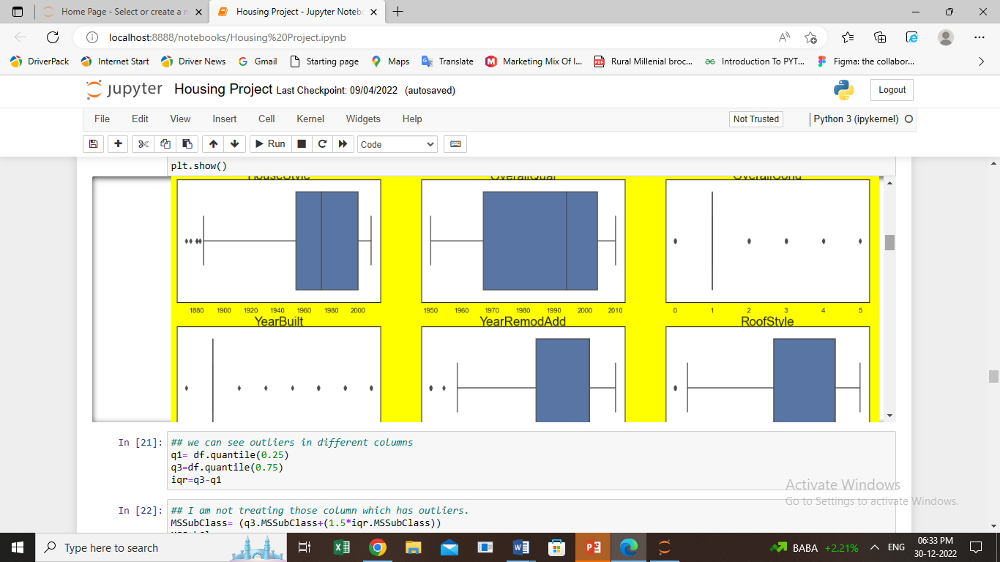 Home Page - Select or create a n
Housing Project - Jupyter Notebo
localhost:8888/notebooks/Housing%20Project.ipynb
DriverPack
Internet Start
Driver News
Gmail
Starting page
Maps
Translate
Marketing Mix Of I...
Rural Millenial broc...
Introduction To PYT...
Figma: the collabor...
jupyter Housing Project Last Checkpoint: 09/04/2022 (autosaved)
Logout
File Edit View Insert Cell Kernel Widgets Help
Not Trusted
Python 3 (ipykernel)
Run
Code
plt.show()
HouseStyle OverallQual OverallCond
1880 1900 1920 1940 1960 1980 2000
1950 1960 1970 1980 1990 2000 2010
0 1 2 3 4 5
YearBuilt YearRemodAdd RoofStyle
In [21]: ## we can see outliers in different columns
q1= df.quantile(0.25)
q3=df.quantile(0.75)
iqr=q3-q1
In [22]: ## I am not treating those column which has outliers.
MSSubClass= (q3.MSSubClass+(1.5*iqr.MSSubClass))
Activate Windows
Go to Settings to activate Windows.
Type here to search
BABA +2.21%
ENG
06:33 PM
30-12-2022